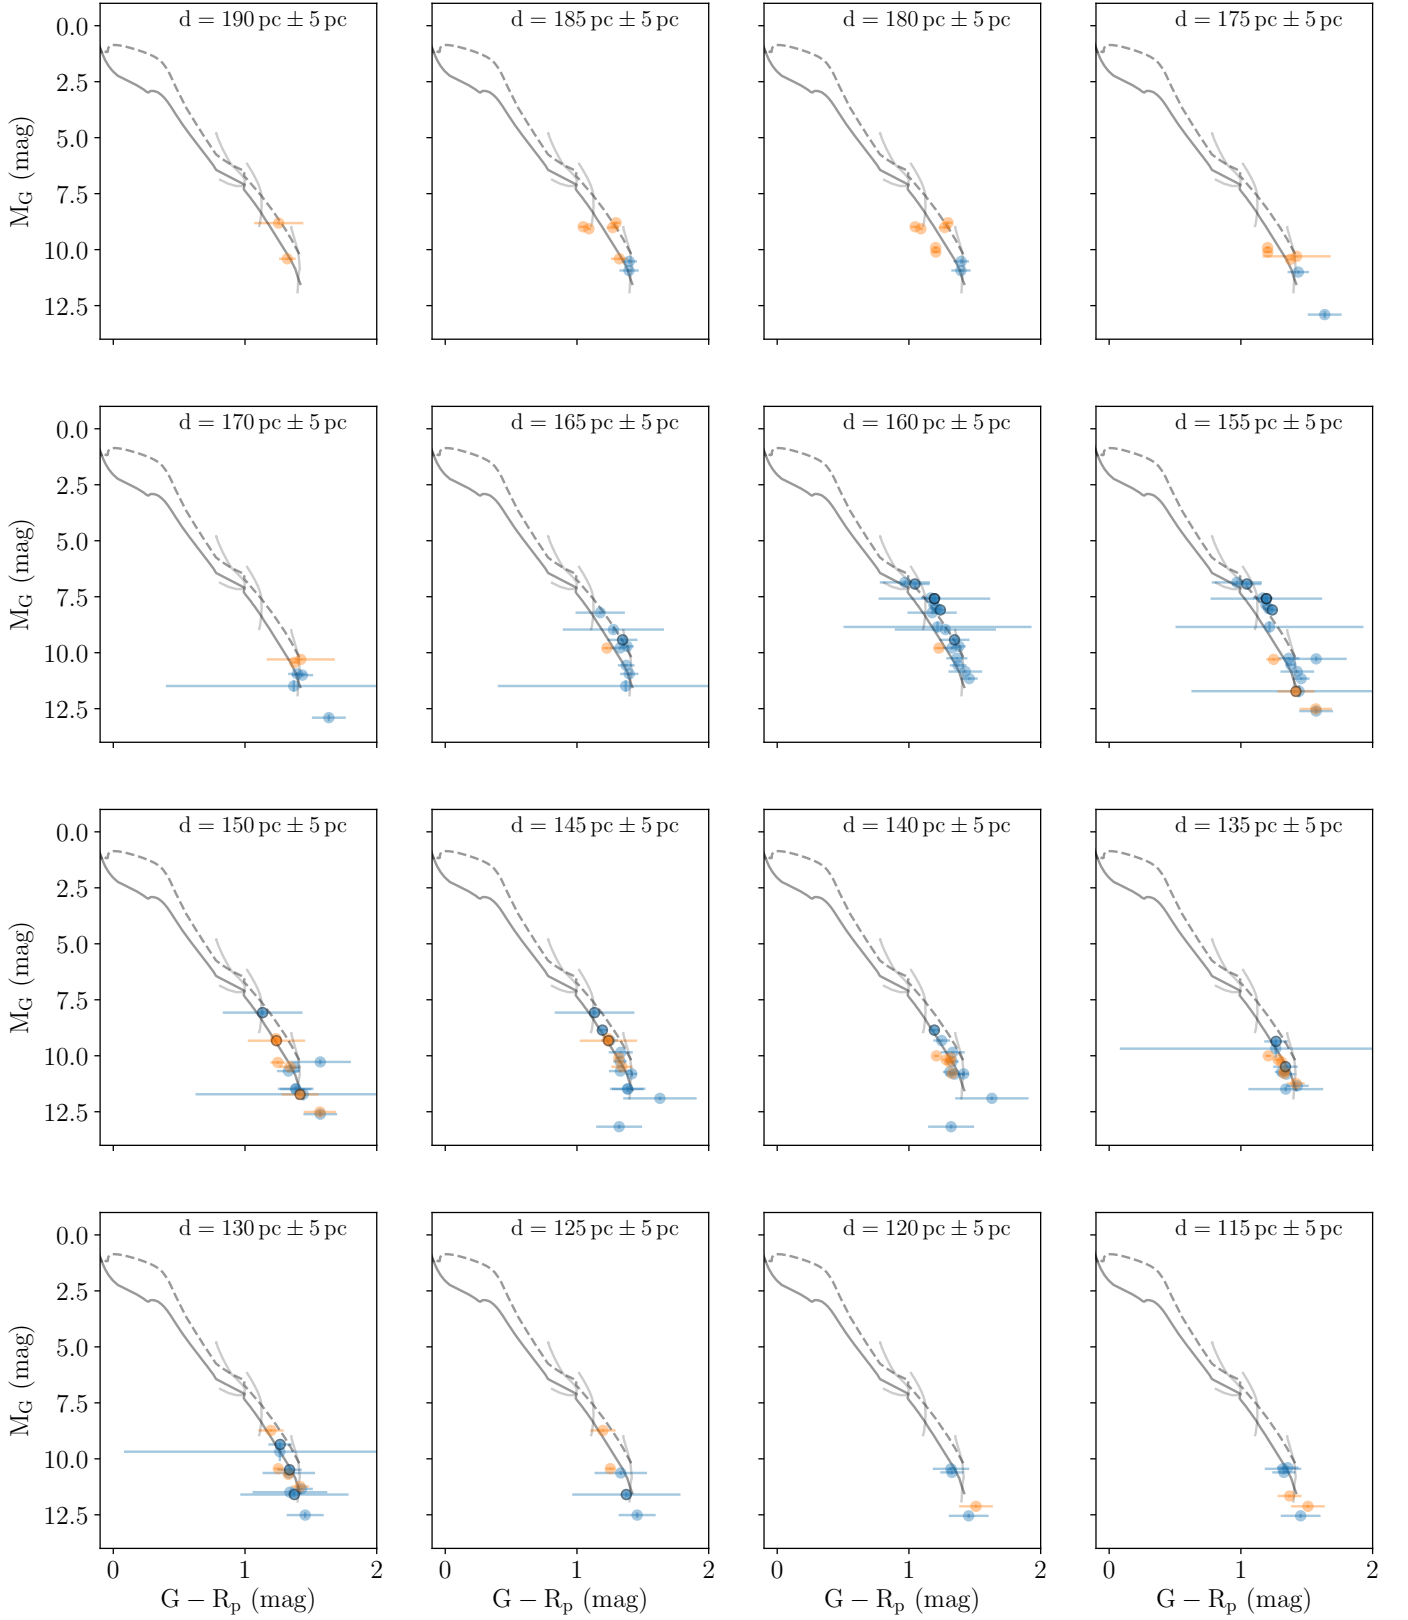 d = 190 pc ± 5 pc
d = 185 pc ± 5 pc
d = 180 pc ± 5 pc
d = 175 pc ± 5 pc
0.0
2.5
5.0
7.5
10.0
12.5
M_G (mag)
d = 170 pc ± 5 pc
d = 165 pc ± 5 pc
d = 160 pc ± 5 pc
d = 155 pc ± 5 pc
0.0
2.5
5.0
7.5
10.0
12.5
M_G (mag)
d = 150 pc ± 5 pc
d = 145 pc ± 5 pc
d = 140 pc ± 5 pc
d = 135 pc ± 5 pc
0.0
2.5
5.0
7.5
10.0
12.5
M_G (mag)
d = 130 pc ± 5 pc
d = 125 pc ± 5 pc
d = 120 pc ± 5 pc
d = 115 pc ± 5 pc
0.0
2.5
5.0
7.5
10.0
12.5
M_G (mag)
0 1 2
0 1 2
0 1 2
0 1 2
G − R_p (mag)
G − R_p (mag)
G − R_p (mag)
G − R_p (mag)